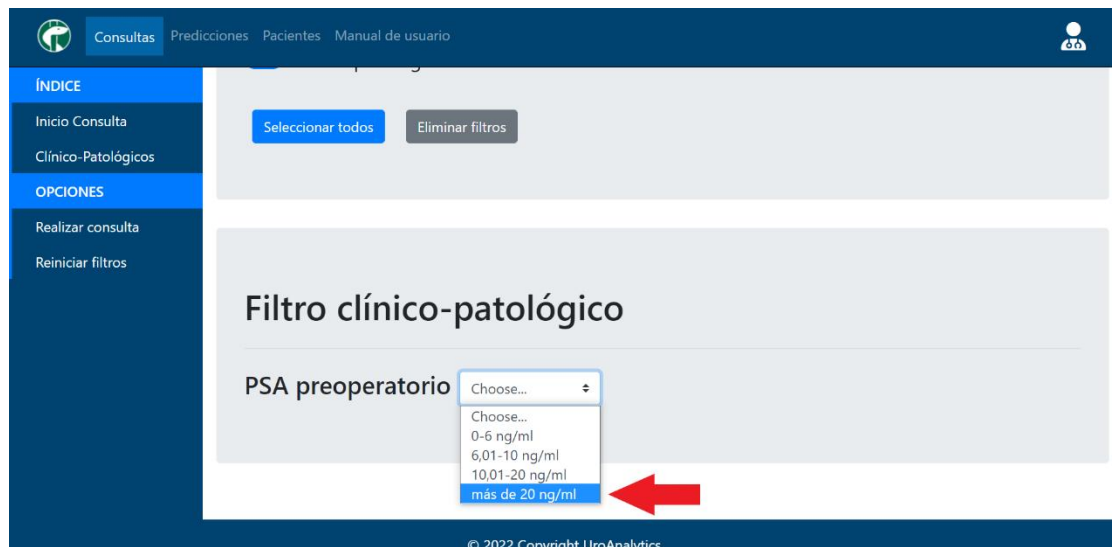 Consultas Predicciones Pacientes Manual de usuario
ÍNDICE
Inicio Consulta
Clínico-Patológicos
OPCIONES
Realizar consulta
Reiniciar filtros
Seleccionar todos Eliminar filtros
Filtro clínico-patológico
PSA preoperatorio Choose...
Choose...
0-6 ng/ml
6,01-10 ng/ml
10,01-20 ng/ml
más de 20 ng/ml
© 2022 Copyright UroAnalytics